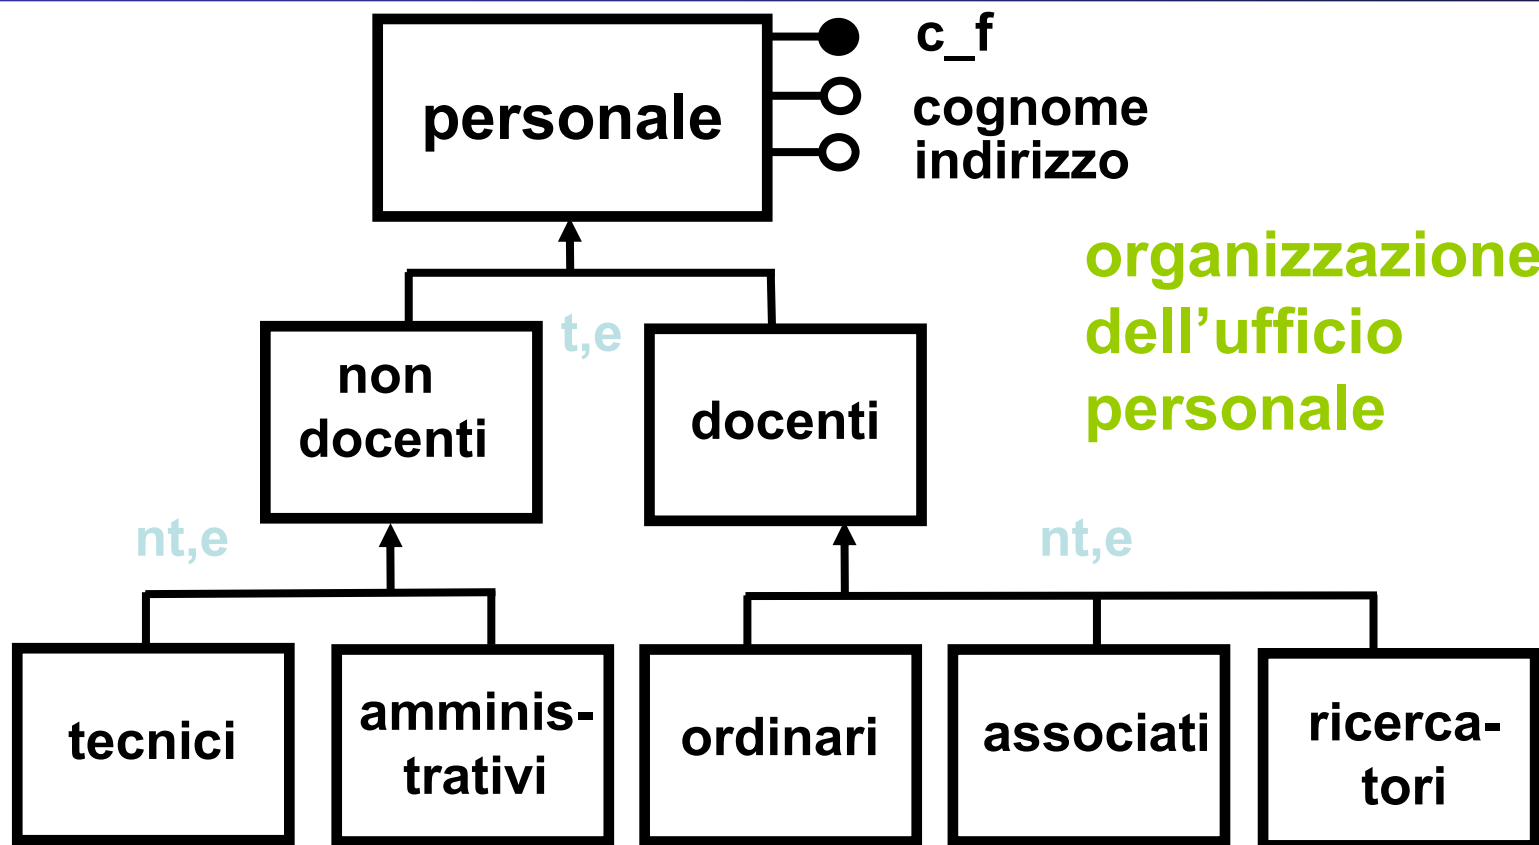 c_f
personale
cognome
indirizzo
organizzazione
dell’ufficio
personale
t,e
non
docenti
docenti
nt,e
nt,e
tecnici
amminis-
trativi
ordinari
associati
ricerca-
tori